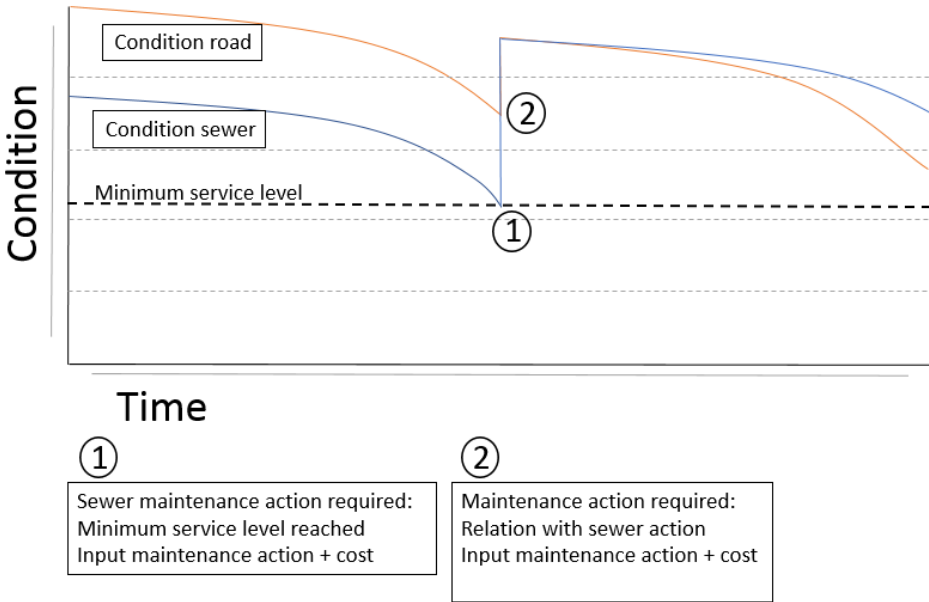 Condition road
Condition sewer
Minimum service level
Condition
2
1
Time
1
Sewer maintenance action required:
Minimum service level reached
Input maintenance action + cost
2
Maintenance action required:
Relation with sewer action
Input maintenance action + cost